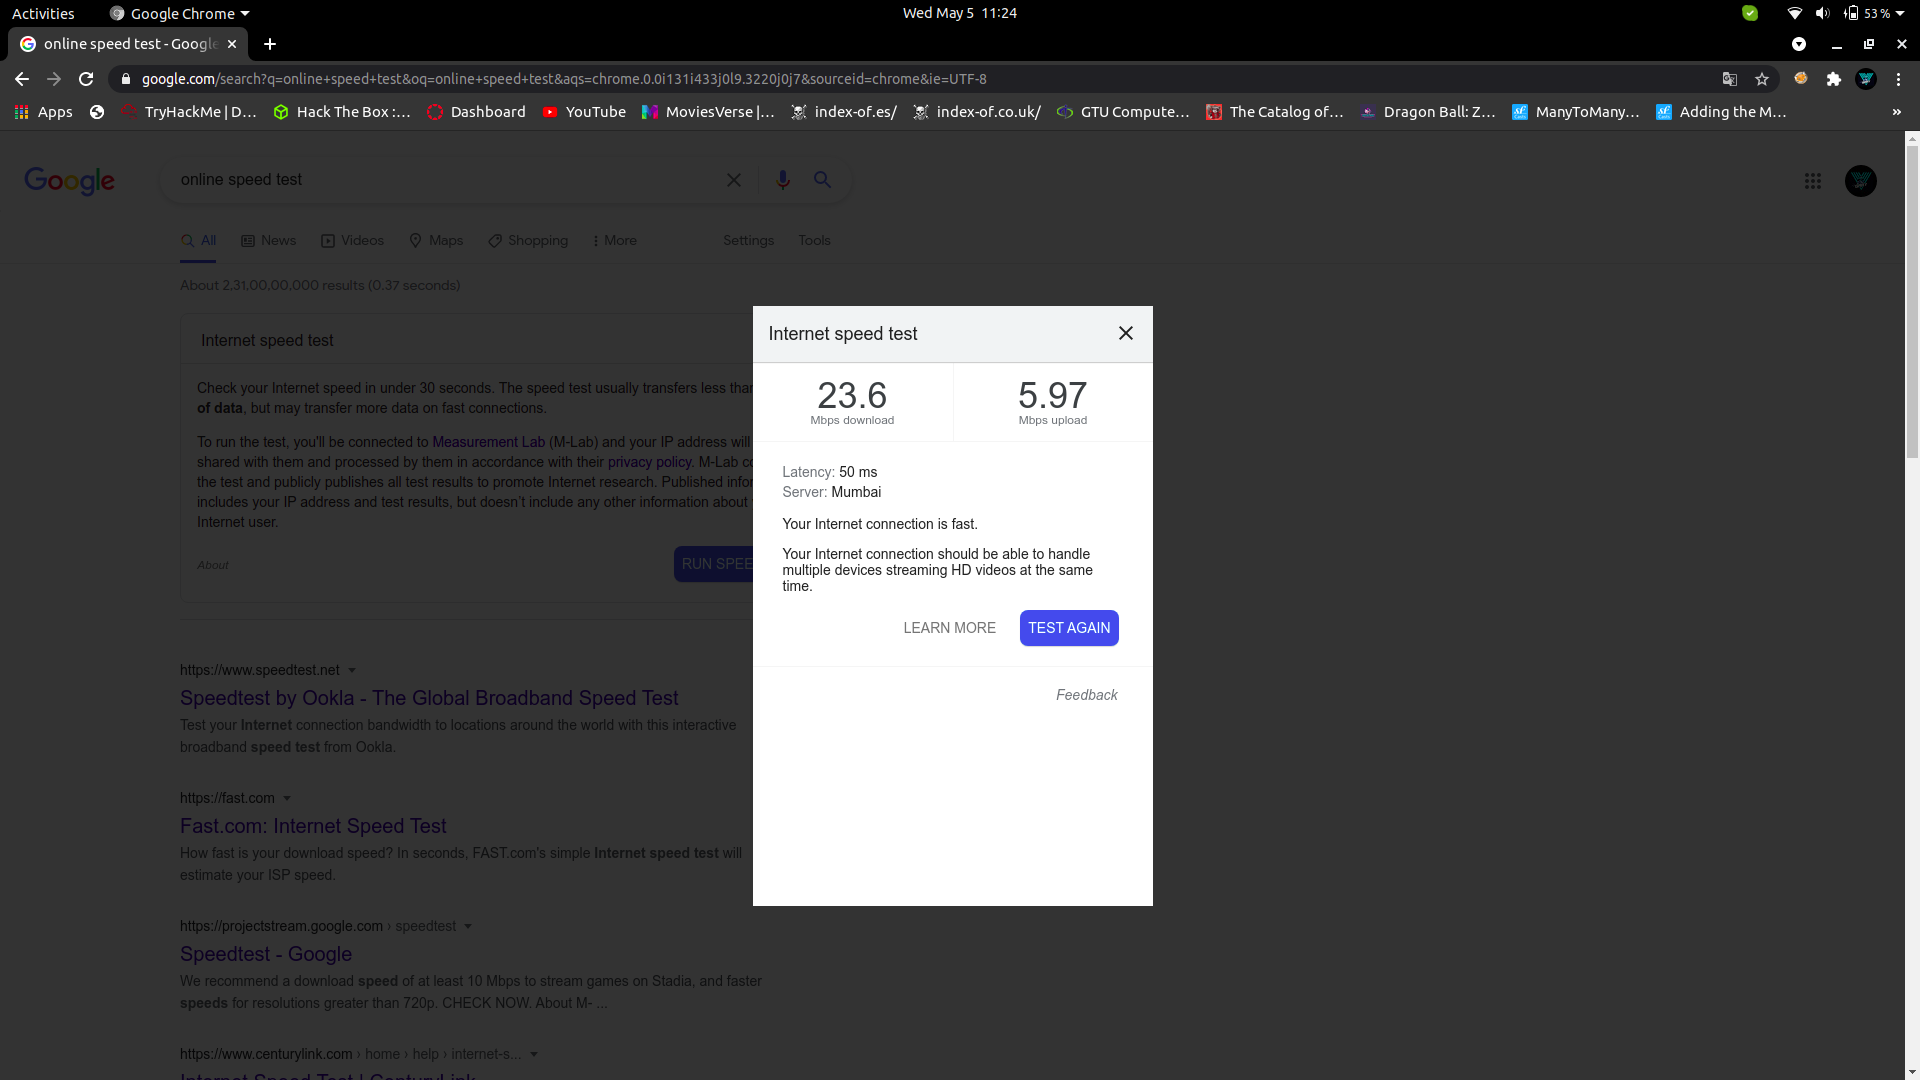 Activities
Google Chrome
Wed May 5 11:24
53 %
online speed test - Google
google.com/search?q=online+speed+test&oq=online+speed+test&aqs=chrome.0.0i131i433j0l9.3220j0j7&sourceid=chrome&ie=UTF-8
Apps
TryHackMe | D...
Hack The Box :...
Dashboard
YouTube
MoviesVerse |...
index-of.es/
index-of.co.uk/
GTU Compute...
The Catalog of...
Dragon Ball: Z...
ManyToMany...
Adding the M...
»
Google
online speed test
All
News
Videos
Maps
Shopping
More
Settings
Tools
About 2,31,00,00,000 results (0.37 seconds)
Internet speed test
Check your Internet speed in under 30 seconds. The speed test usually transfers less than
of data, but may transfer more data on fast connections.
To run the test, you'll be connected to Measurement Lab (M-Lab) and your IP address will
shared with them and processed by them in accordance with their privacy policy. M-Lab co
the test and publicly publishes all test results to promote Internet research. Published infor
includes your IP address and test results, but doesn't include any other information about
Internet user.
About
RUN SPEE
https://www.speedtest.net
Speedtest by Ookla - The Global Broadband Speed Test
Test your Internet connection bandwidth to locations around the world with this interactive
broadband speed test from Ookla.
https://fast.com
Fast.com: Internet Speed Test
How fast is your download speed? In seconds, FAST.com's simple Internet speed test will
estimate your ISP speed.
https://projectstream.google.com › speedtest
Speedtest - Google
We recommend a download speed of at least 10 Mbps to stream games on Stadia, and faster
speeds for resolutions greater than 720p. CHECK NOW. About M- ...
https://www.centurylink.com › home › help › internet-s...
Internet Speed Test | CenturyLink
Internet speed test
23.6
Mbps download
5.97
Mbps upload
Latency: 50 ms
Server: Mumbai
Your Internet connection is fast.
Your Internet connection should be able to handle
multiple devices streaming HD videos at the same
time.
LEARN MORE
TEST AGAIN
Feedback